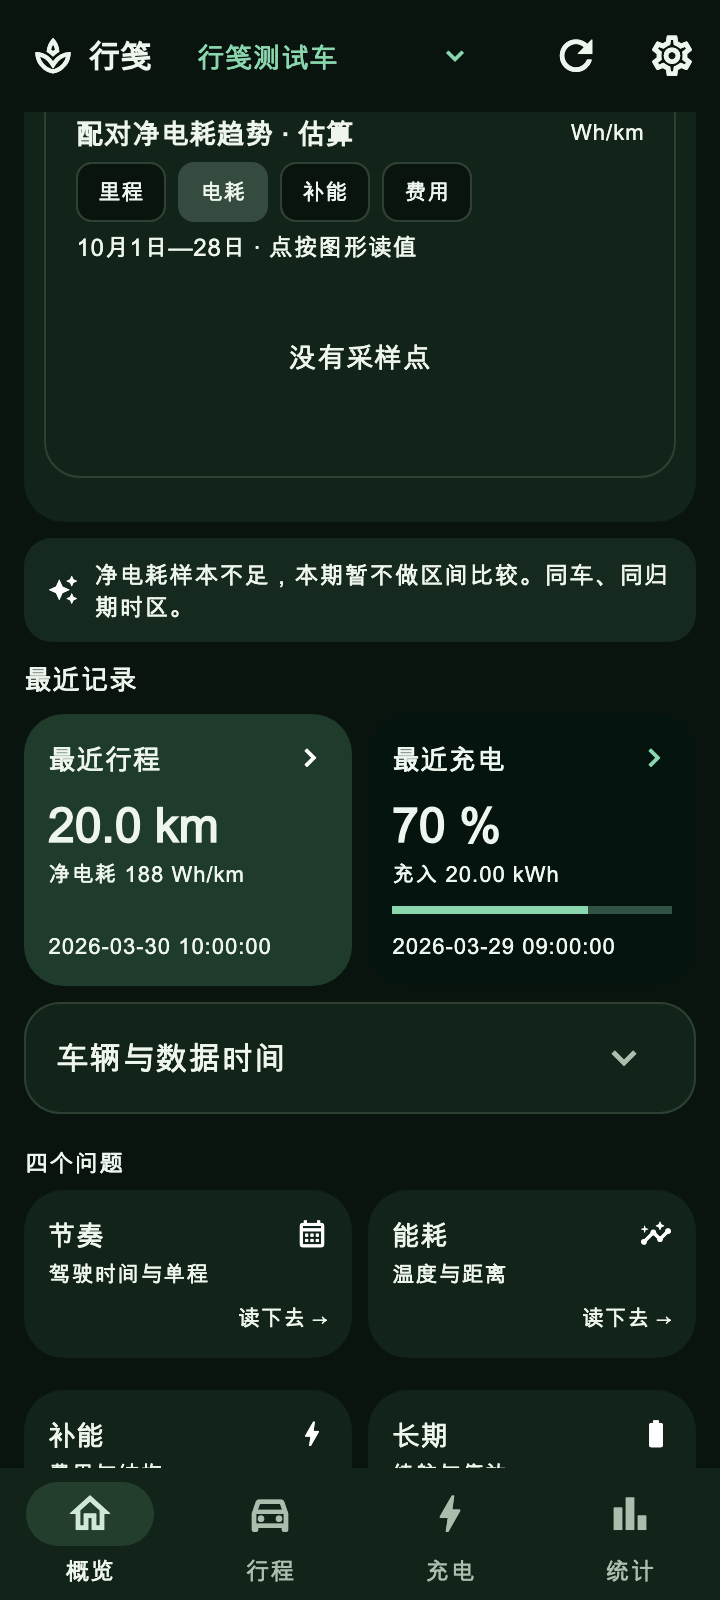 行笺 行笺测试车
配对净电耗趋势 · 估算 Wh/km
里程 电耗 补能 费用
10月1日—28日 · 点按图形读值
没有采样点
净电耗样本不足，本期暂不做区间比较。同车、同归
期时区。
最近记录
最近行程
20.0 km
净电耗 188 Wh/km
2026-03-30 10:00:00
最近充电
70 %
充入 20.00 kWh
2026-03-29 09:00:00
车辆与数据时间
四个问题
节奏
驾驶时间与单程
读下去→
能耗
温度与距离
读下去→
补能
长期
概览 行程 充电 统计